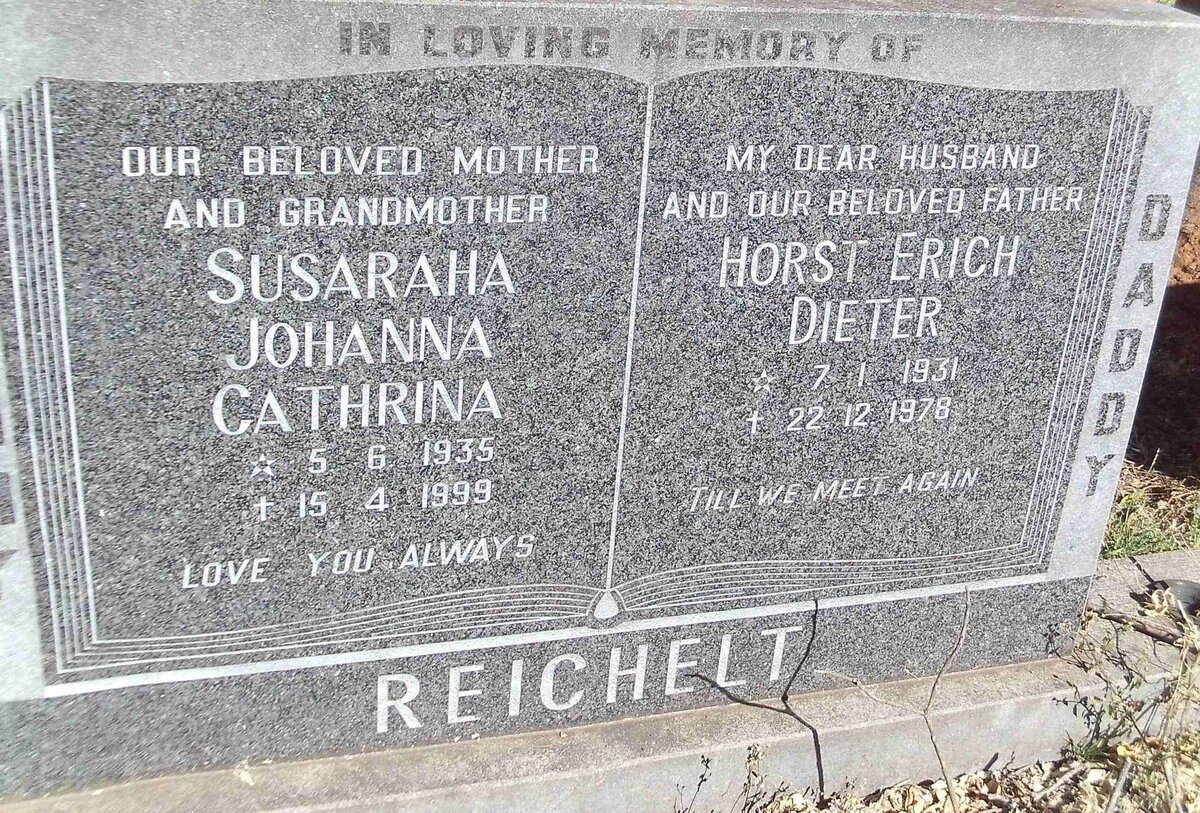 IN LOVING MEMORY OF
OUR BELOVED MOTHER
AND GRANDMOTHER
SUSARAHA
JOHANNA
CATHRINA
☆ 5 6 1935
✝ 15 4 1999
LOVE YOU ALWAYS
MY DEAR HUSBAND
AND OUR BELOVED FATHER
HORST ERICH
DIETER
☆ 7 1 1931
✝ 22 12 1978
TILL WE MEET AGAIN
DADDY
REICHELT